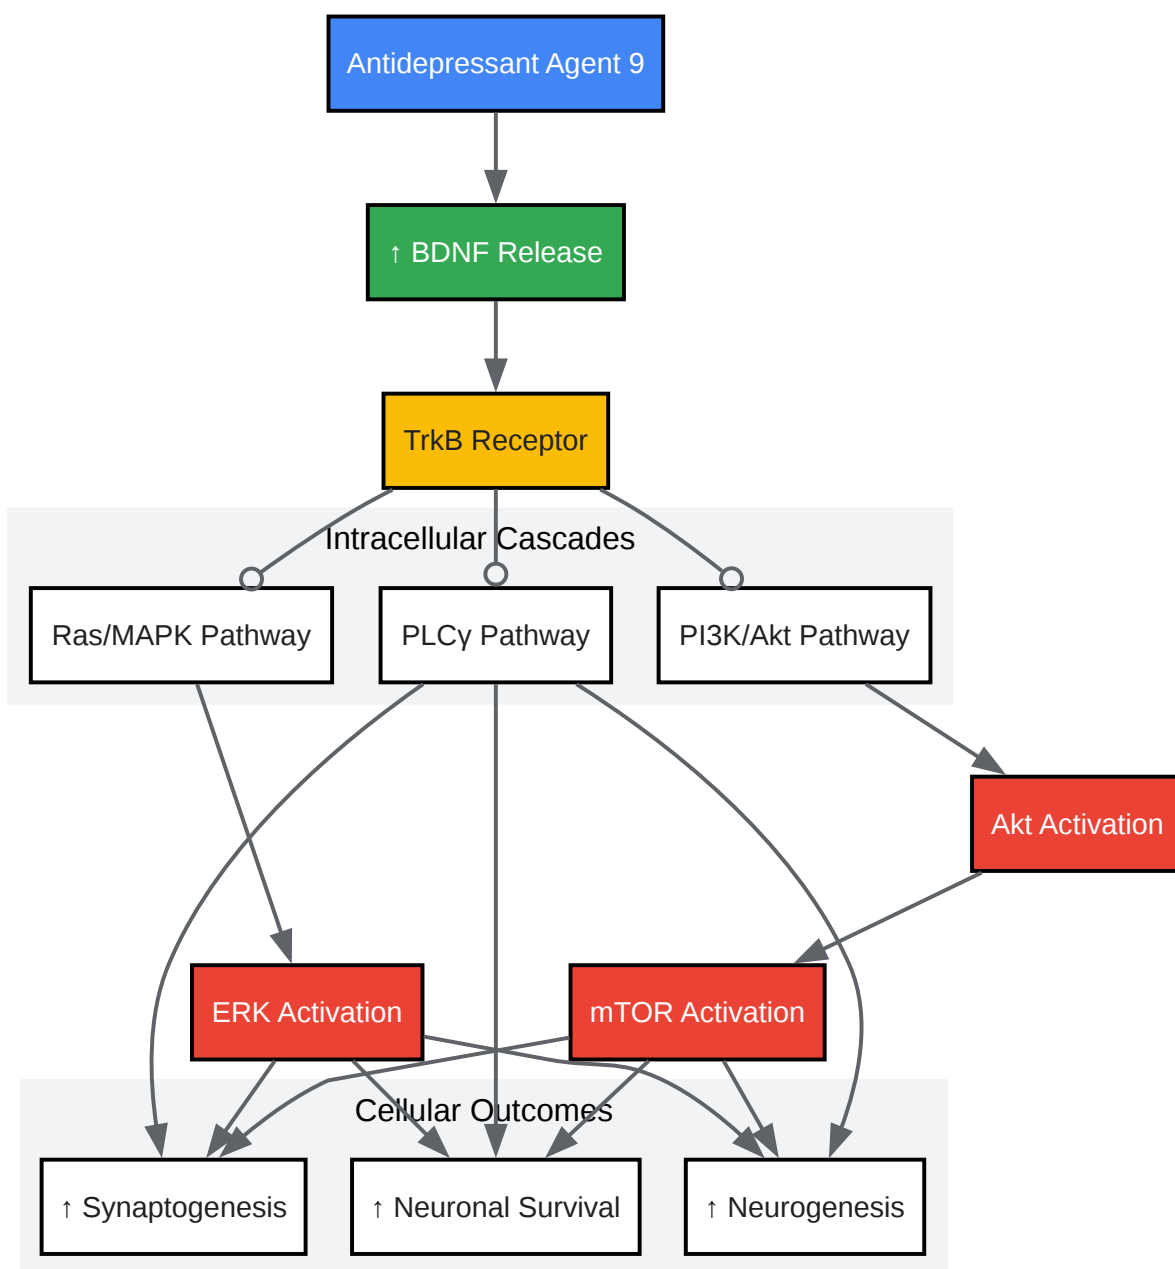 Antidepressant Agent 9
↑ BDNF Release
TrkB Receptor
Intracellular Cascades
Ras/MAPK Pathway
PLCγ Pathway
PI3K/Akt Pathway
Akt Activation
ERK Activation
mTOR Activation
Cellular Outcomes
↑ Synaptogenesis
↑ Neuronal Survival
↑ Neurogenesis